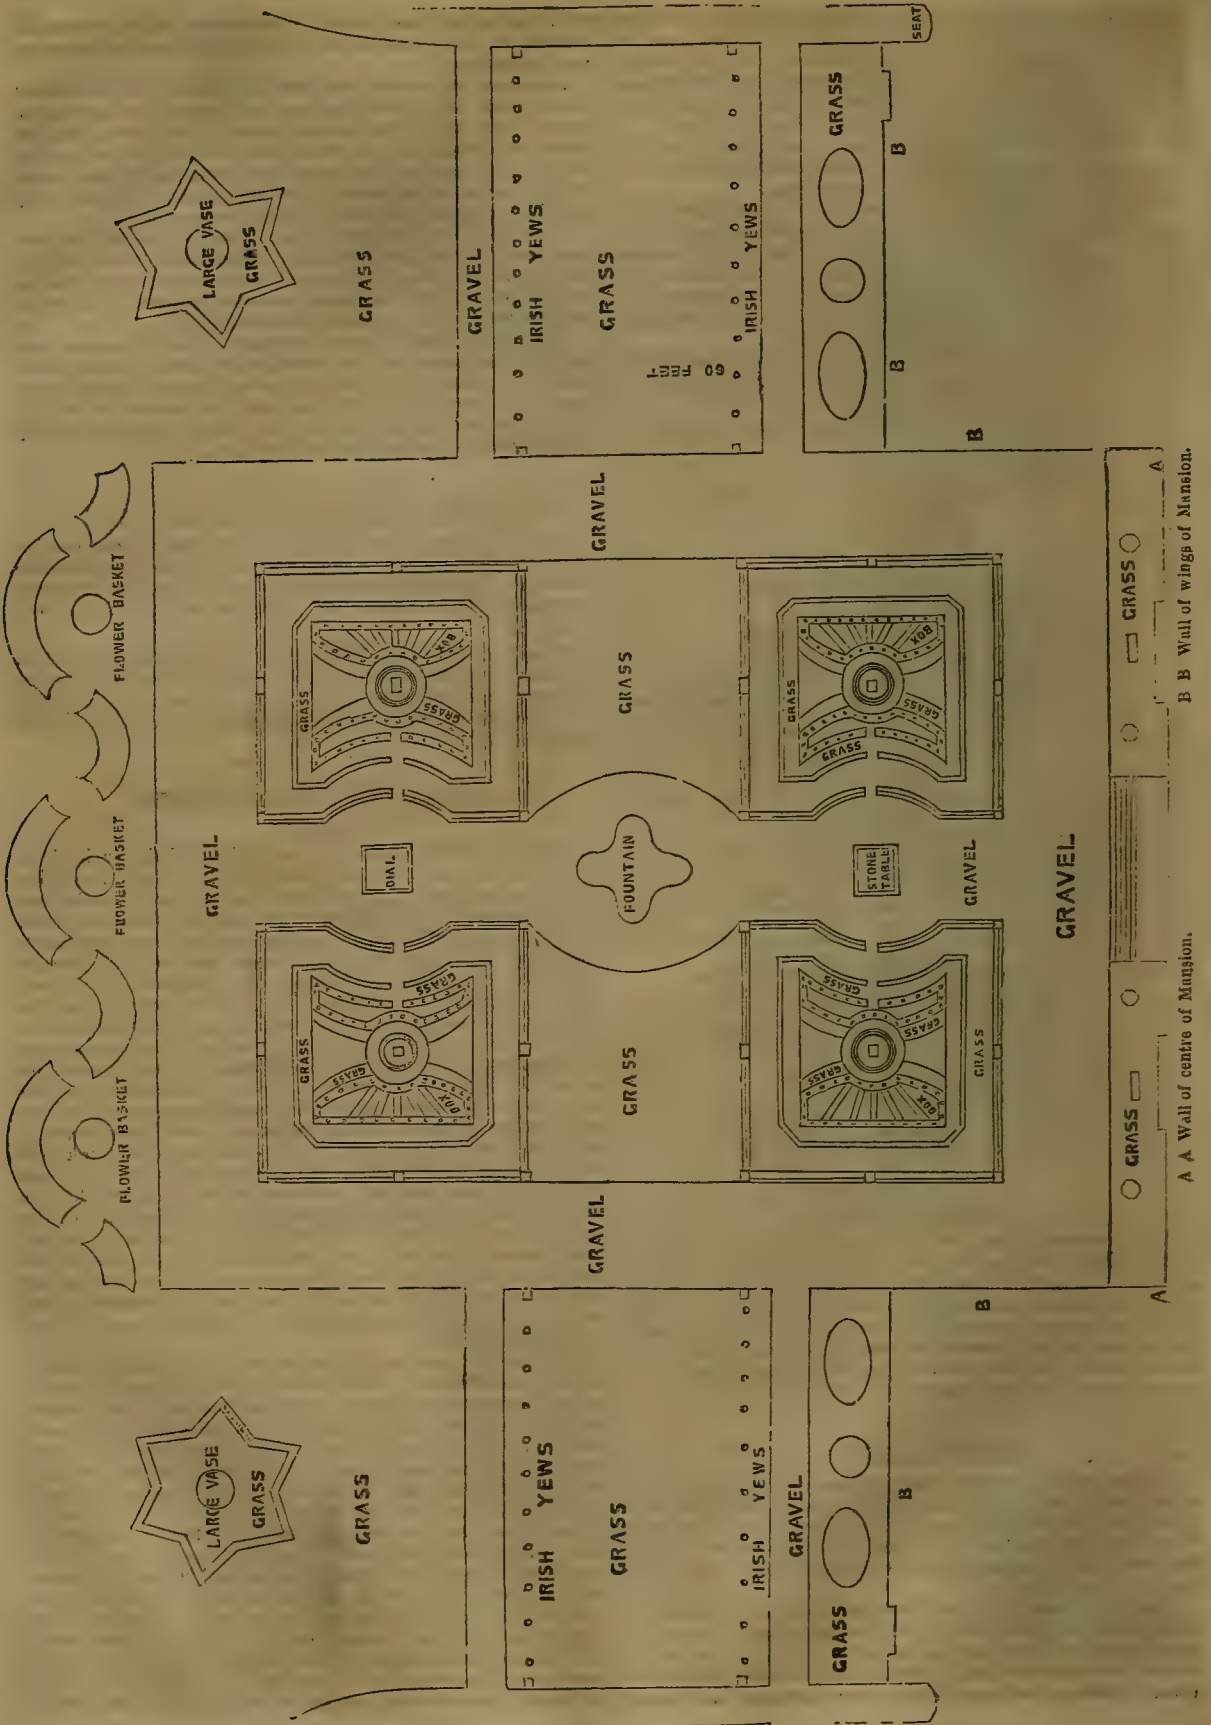 FLOWER BASKET
FLOWER BASKET
FLOWER BASKET
LARGE VASE
GRASS
LARGE VASE
GRASS
GRASS
GRASS
GRAVEL
GRAVEL
DIAL
GRASS
GRASS
GRASS
BOX
GRASS
GRASS
BOX
GRASS
IRISH YEWS
GRASS
IRISH YEWS
GRAVEL
GRASS
FOUNTAIN
GRASS
GRAVEL
IRISH YEWS
GRASS
60 FEET
IRISH YEWS
GRAVEL
GRASS
GRASS
GRASS
BOX
GRASS
STONE
TABLE
GRASS
GRASS
GRASS
BOX
GRAVEL
GRASS
B
B
GRASS
B
B
SEAT
B
GRAVEL
A
GRASS
GRASS
A
A A Wall of centre of Mansion.
B B Wall of wings of Mansion.